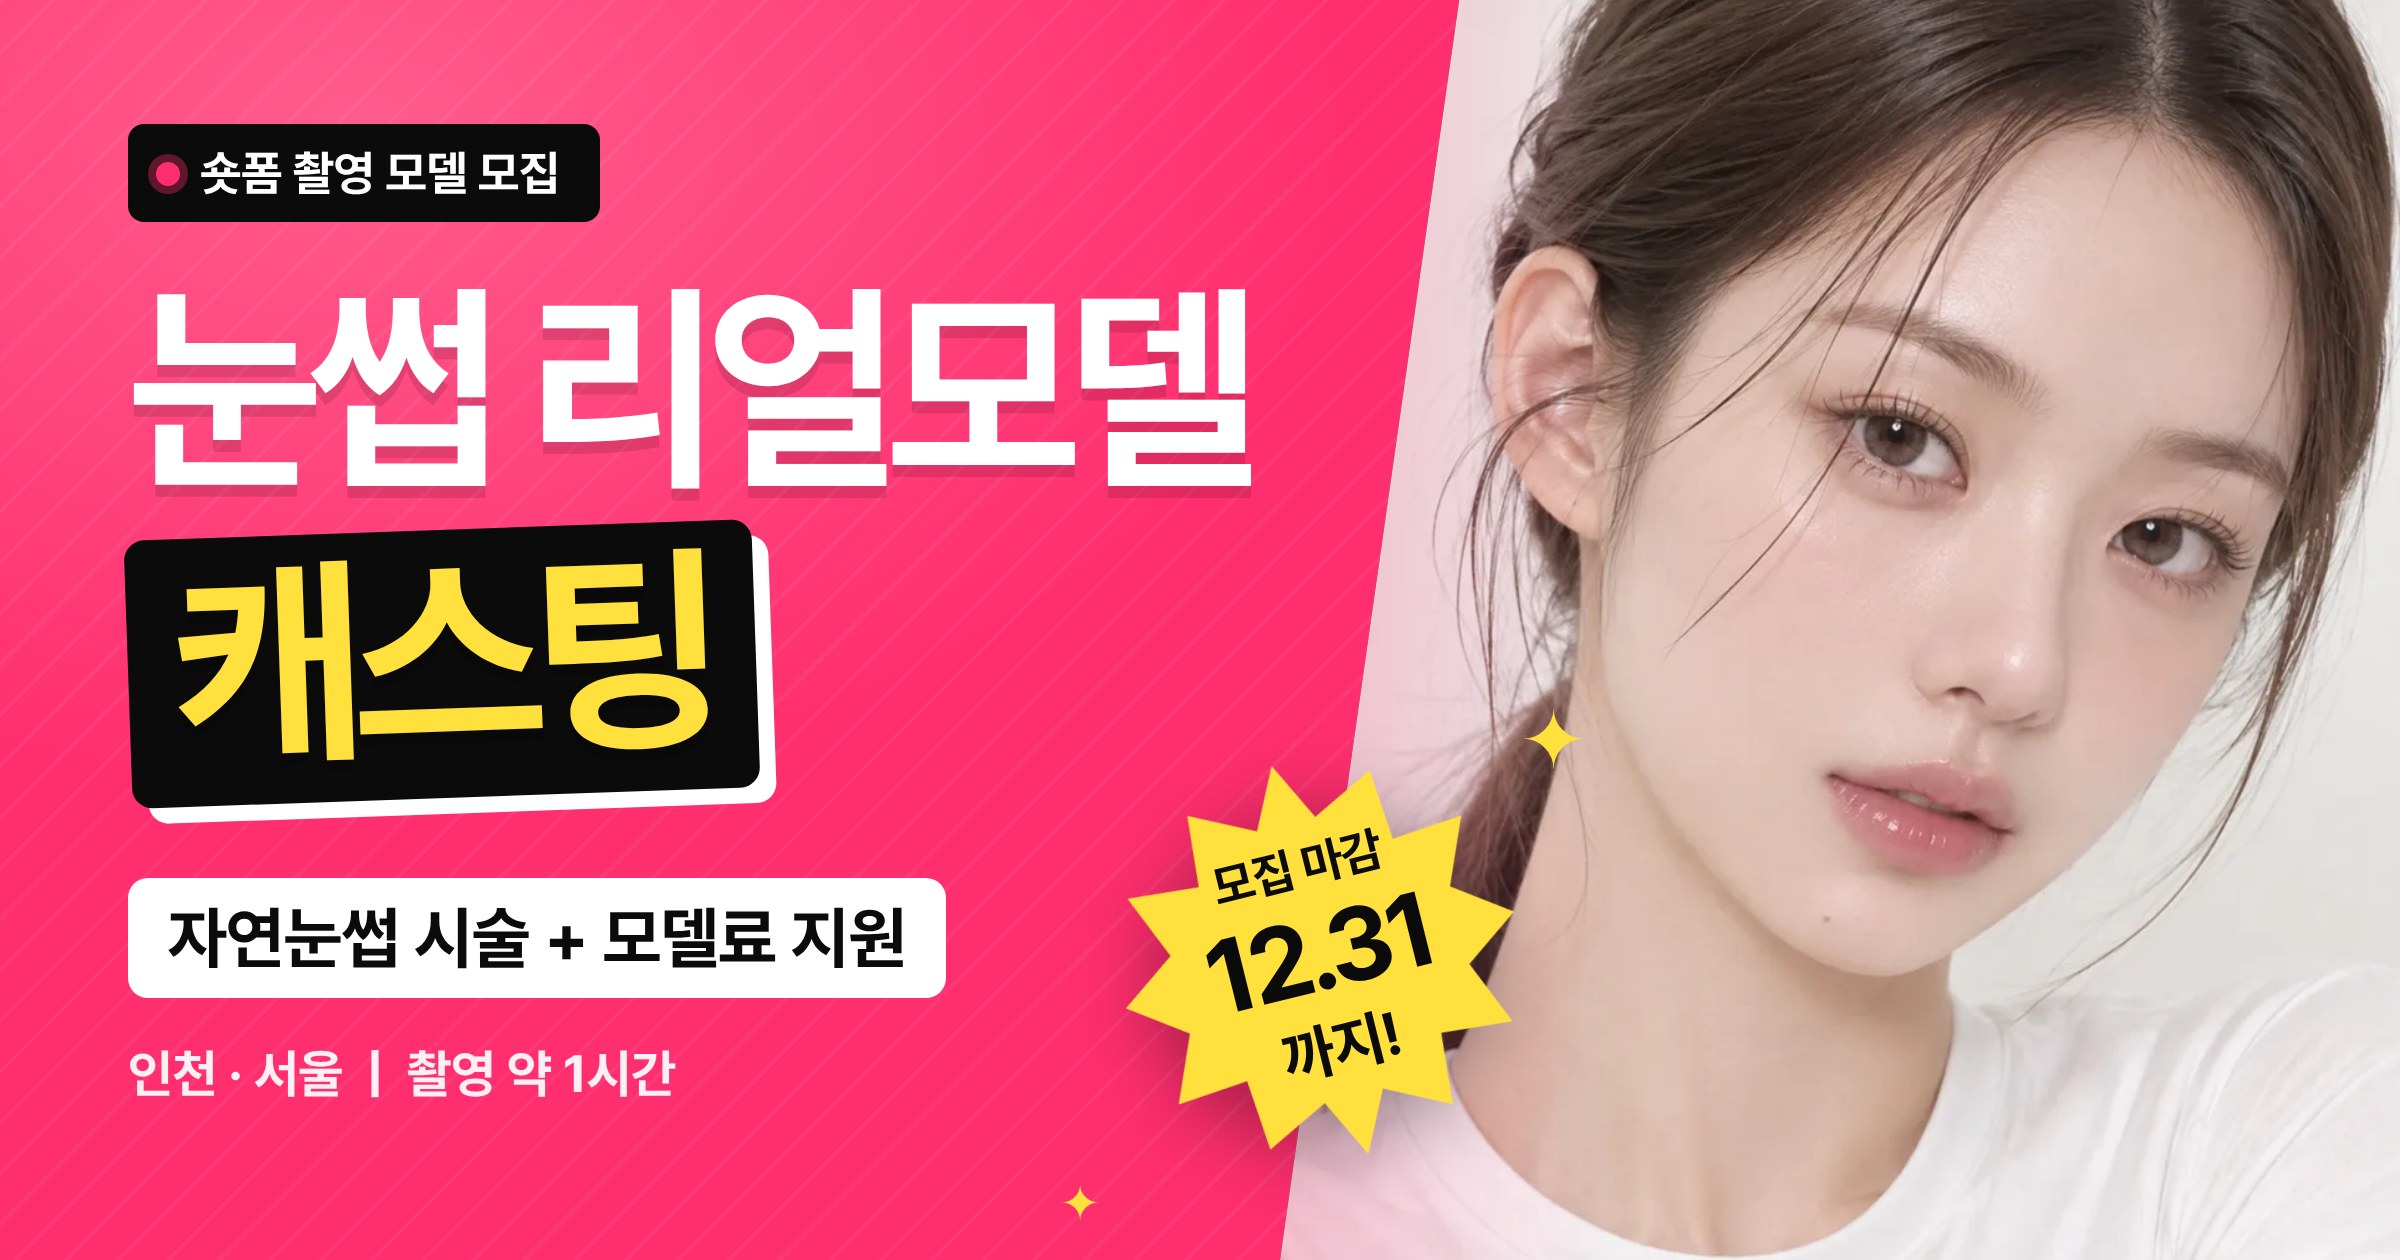 숏폼 촬영 모델 모집
눈썹 리얼모델
캐스팅
자연눈썹 시술 + 모델료 지원
인천 · 서울 | 촬영 약 1시간
모집 마감
12.31
까지!